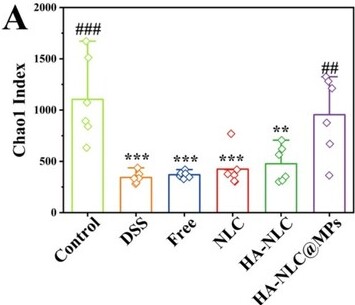 A
Chao1 Index
2000
1500
1000
500
0
###
***
***
***
**
##
Control
DSS
Free
NLC
HA-NLC
HA-NLC@MPs